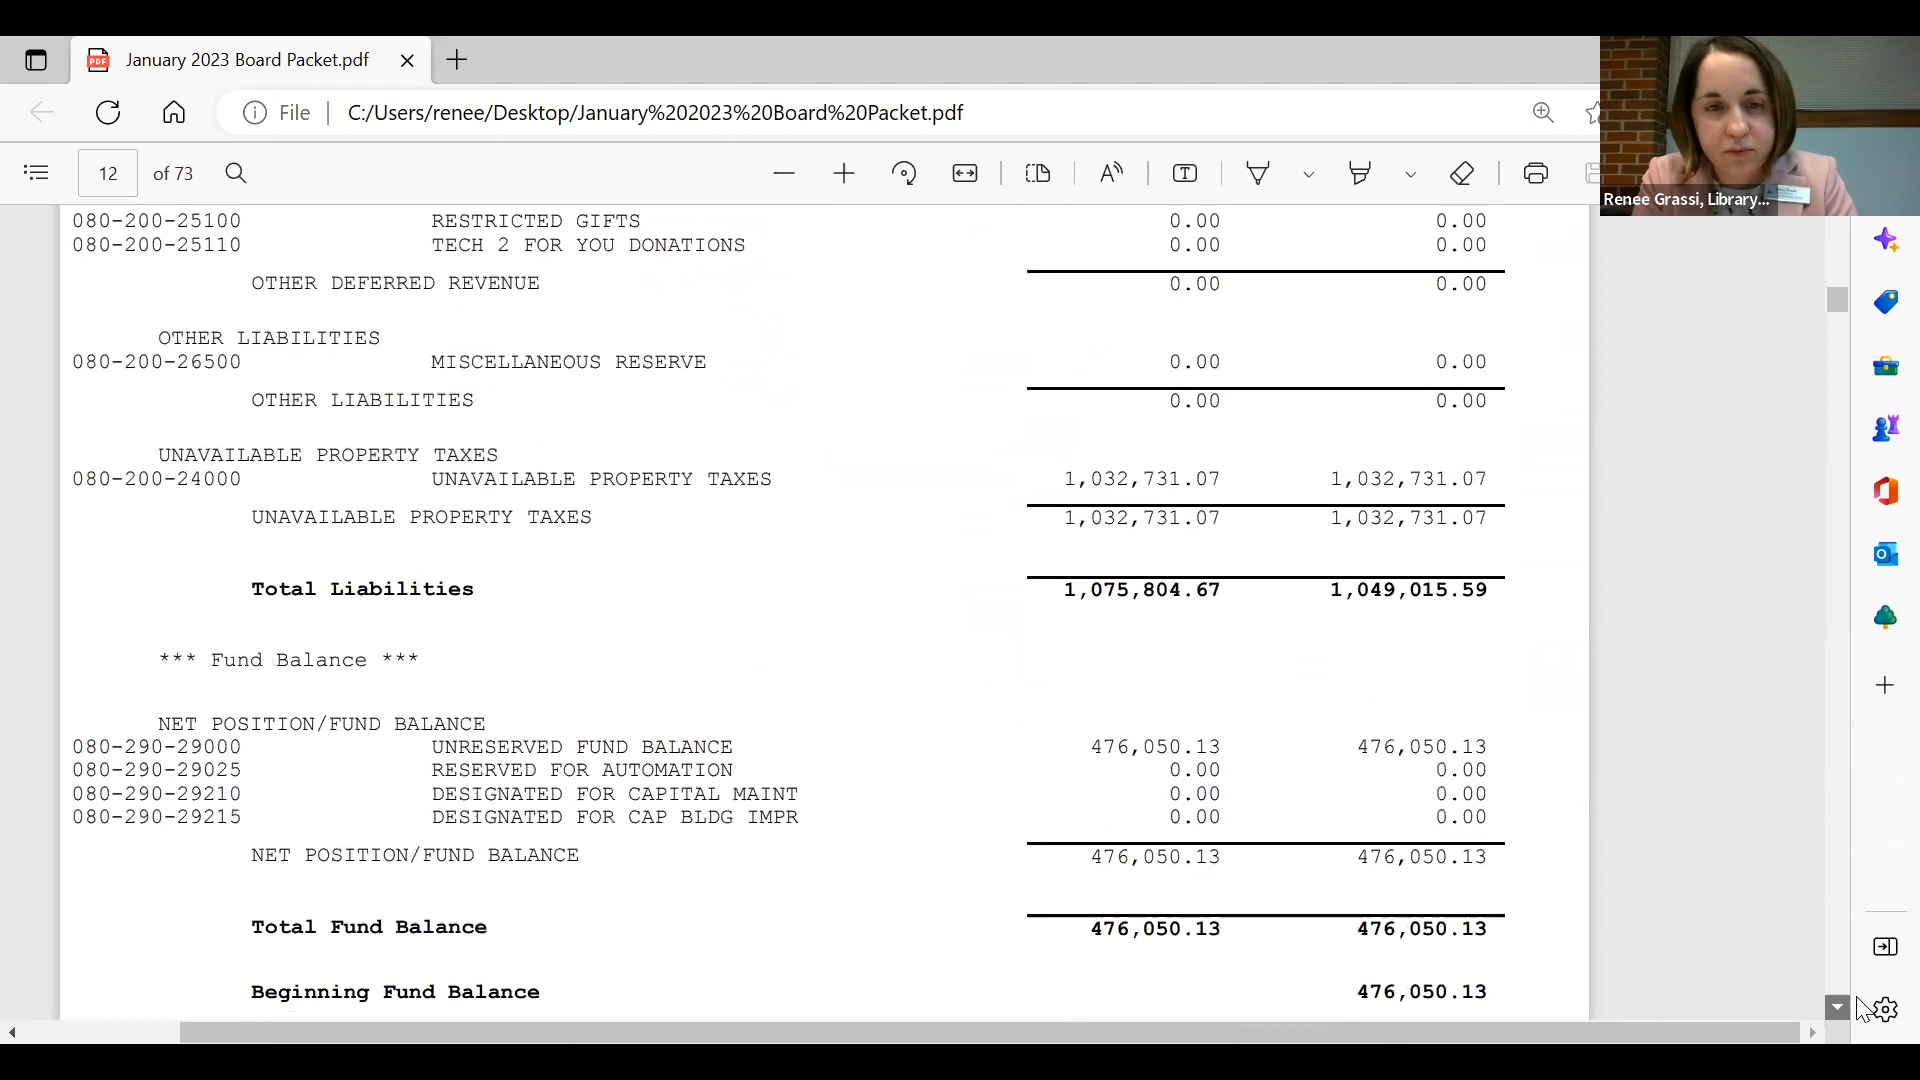 January 2023 Board Packet.pdf
File
C:/Users/renee/Desktop/January%202023%20Board%20Packet.pdf
12 of 73
Renee Grassi, Library...
080-200-25100 RESTRICTED GIFTS 0.00 0.00
080-200-25110 TECH 2 FOR YOU DONATIONS 0.00 0.00
OTHER DEFERRED REVENUE 0.00 0.00
OTHER LIABILITIES
080-200-26500 MISCELLANEOUS RESERVE 0.00 0.00
OTHER LIABILITIES 0.00 0.00
UNAVAILABLE PROPERTY TAXES
080-200-24000 UNAVAILABLE PROPERTY TAXES 1,032,731.07 1,032,731.07
UNAVAILABLE PROPERTY TAXES 1,032,731.07 1,032,731.07
Total Liabilities 1,075,804.67 1,049,015.59
*** Fund Balance ***
NET POSITION/FUND BALANCE
080-290-29000 UNRESERVED FUND BALANCE 476,050.13 476,050.13
080-290-29025 RESERVED FOR AUTOMATION 0.00 0.00
080-290-29210 DESIGNATED FOR CAPITAL MAINT 0.00 0.00
080-290-29215 DESIGNATED FOR CAP BLDG IMPR 0.00 0.00
NET POSITION/FUND BALANCE 476,050.13 476,050.13
Total Fund Balance 476,050.13 476,050.13
Beginning Fund Balance 476,050.13